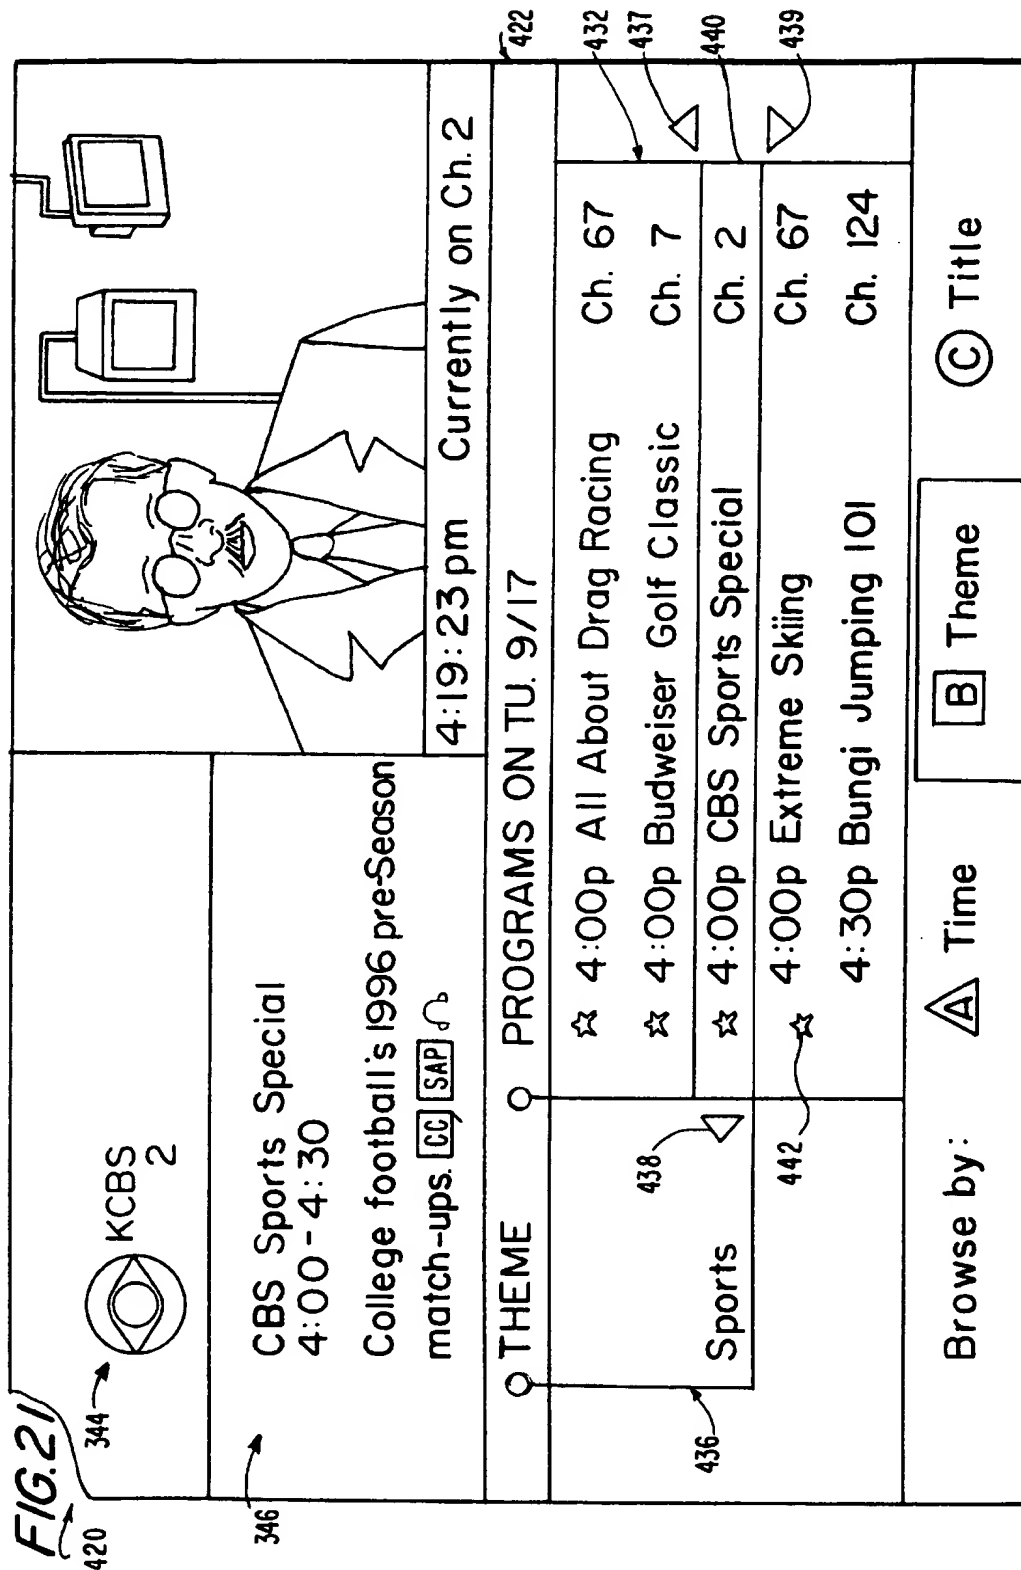 FIG.21
420
344
KCBS
2
346
CBS Sports Special
4:00-4:30
College football's 1996 pre-Season
match-ups. CC SAP
4:19:23pm Currently on Ch. 2
422
THEME
PROGRAMS ON TU. 9/17
432
437
440
439
436
Sports
438
442
☆ 4:00p All About Drag Racing Ch. 67
☆ 4:00p Budweiser Golf Classic Ch. 7
☆ 4:00p CBS Sports Special Ch. 2
☆ 4:00p Extreme Skiing Ch. 67
4:30p Bungi Jumping 101 Ch. 124
Browse by: A Time B Theme C Title